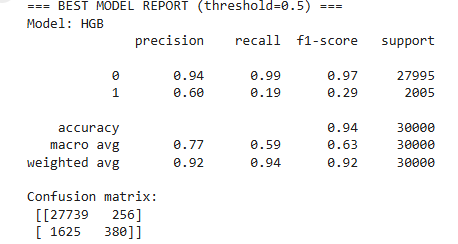 === BEST MODEL REPORT (threshold=0.5) ===
Model: HGB
precision recall f1-score support
0 0.94 0.99 0.97 27995
1 0.60 0.19 0.29 2005
accuracy 0.94 30000
macro avg 0.77 0.59 0.63 30000
weighted avg 0.92 0.94 0.92 30000
Confusion matrix:
[[27739 256]
[ 1625 380]]